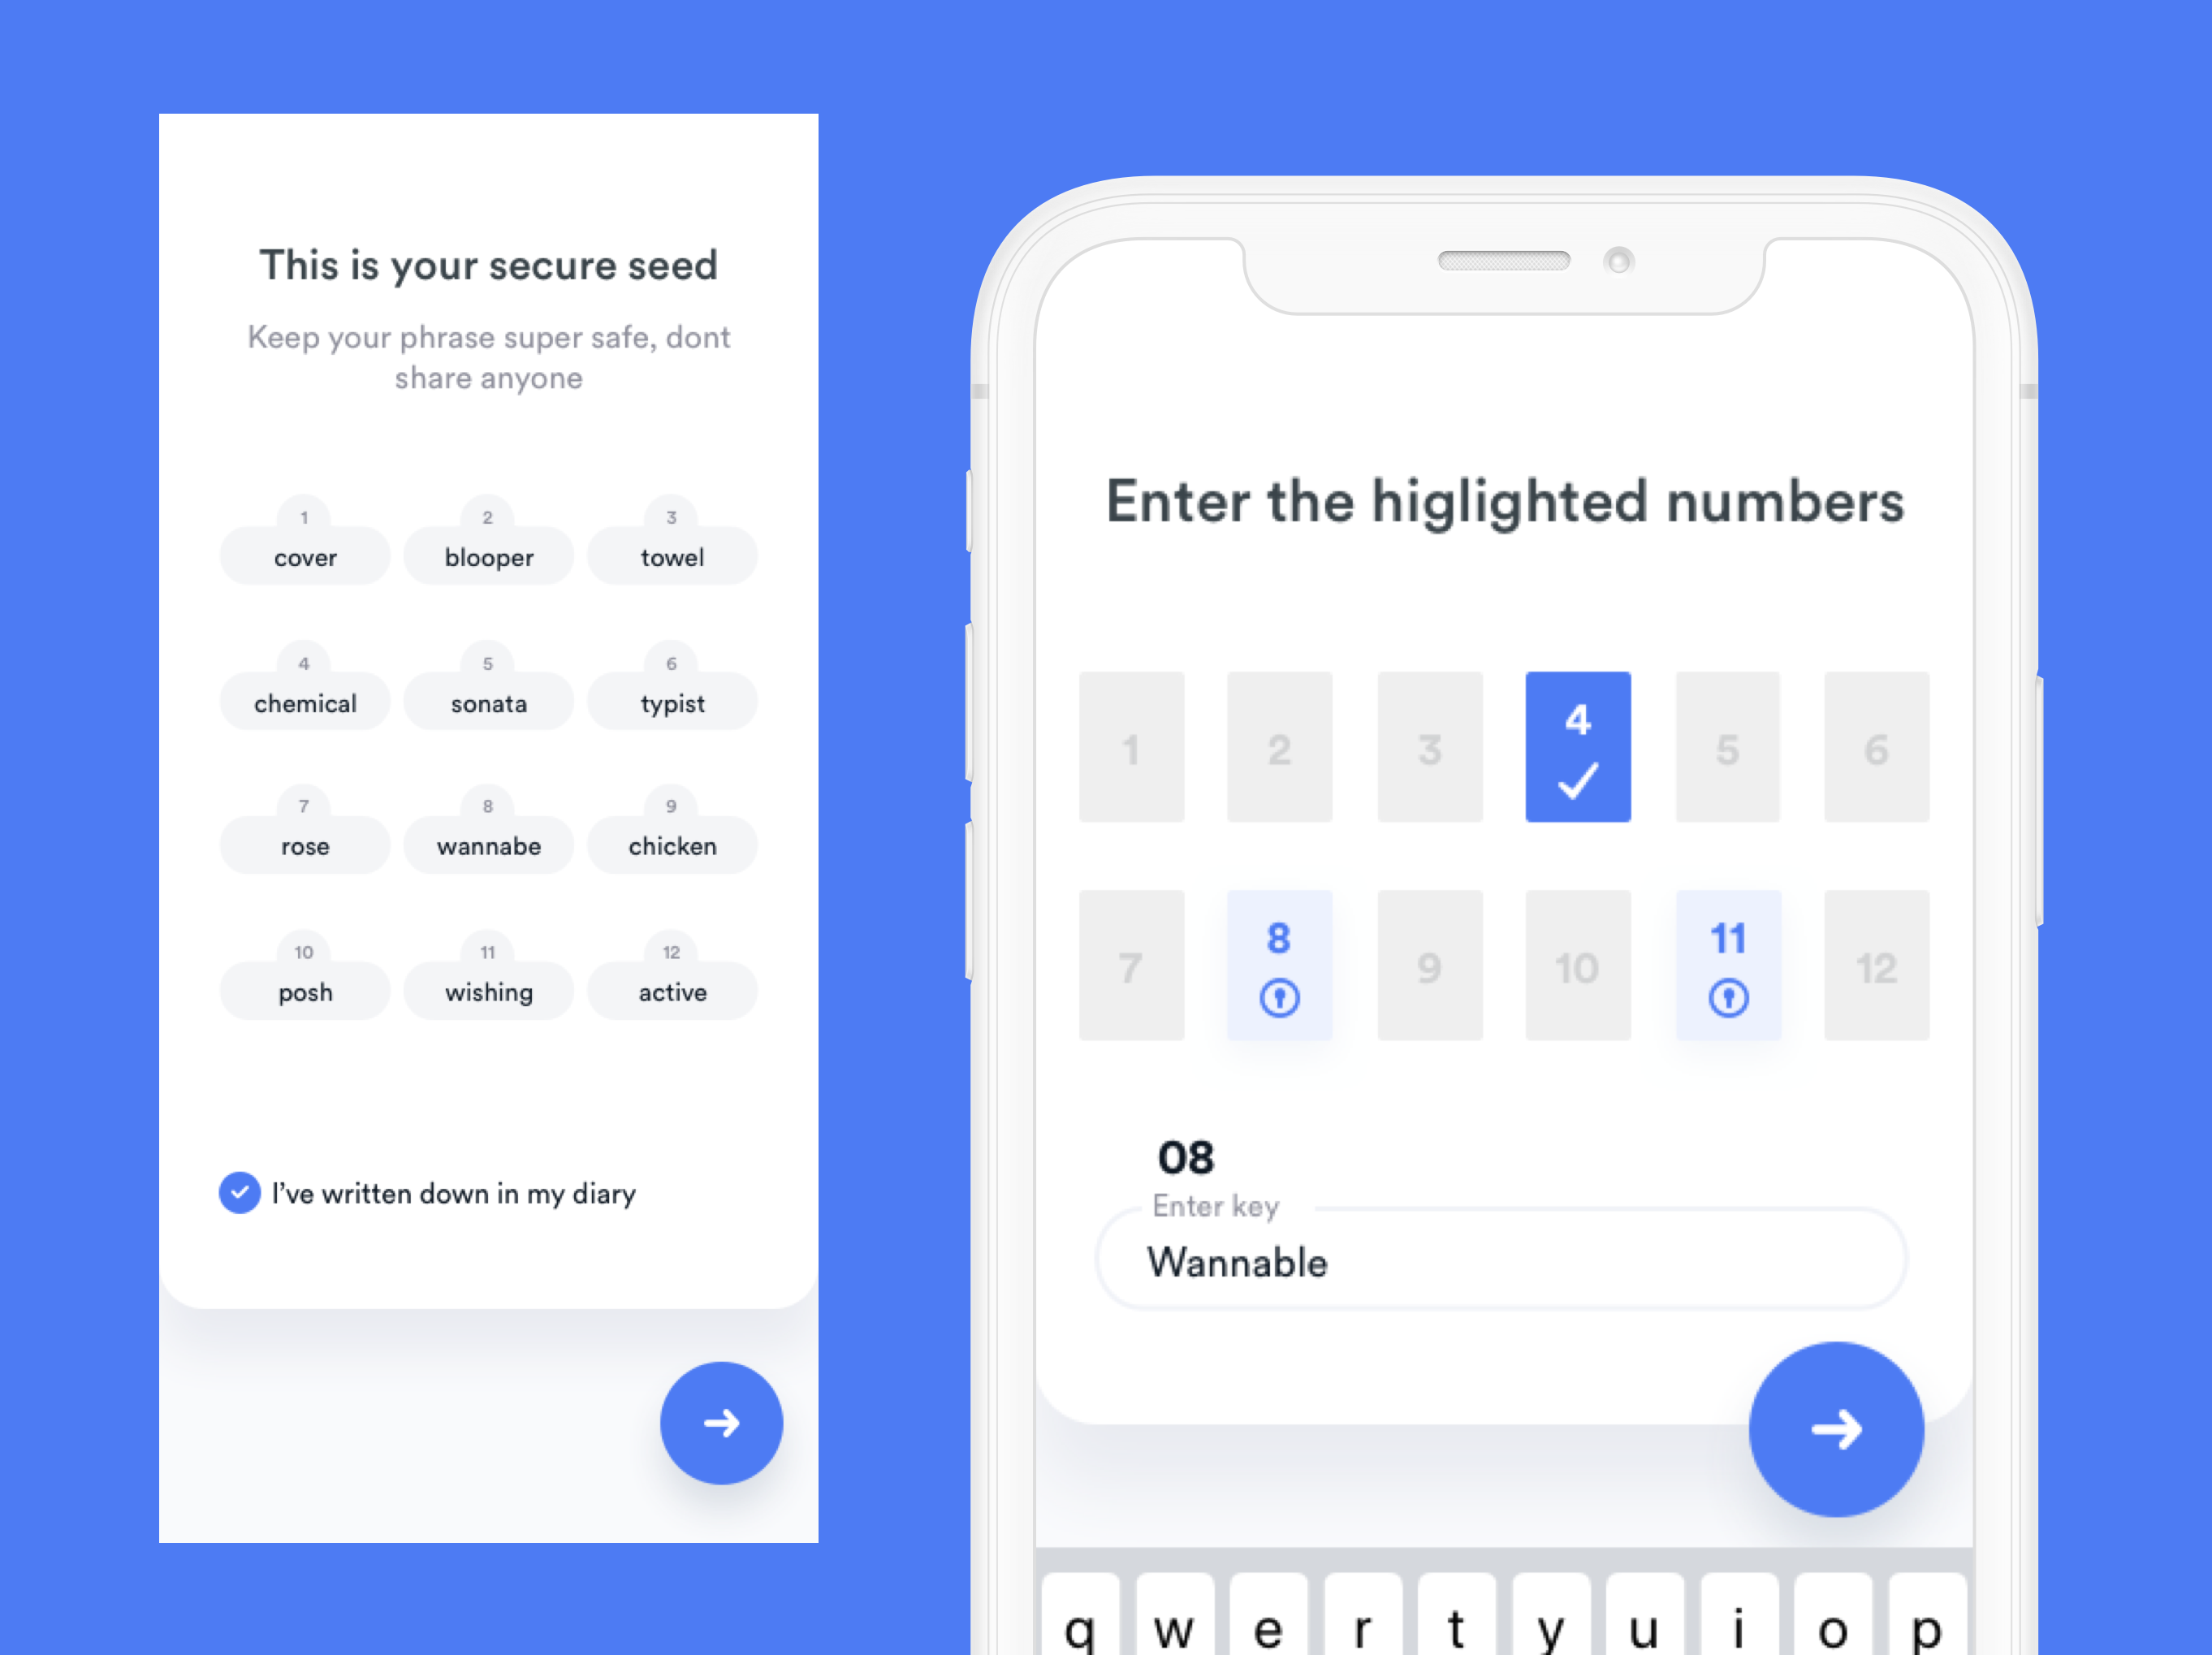 This is your secure seed
Keep your phrase super safe, dont
share anyone
1 2 3
cover blooper towel
4 5 6
chemical sonata typist
7 8 9
rose wannabe chicken
10 11 12
posh wishing active
I've written down in my diary
Enter the higlighted numbers
1 2 3 4 5 6
7 8 9 10 11 12
08
Enter key
Wannable
q w e r t y u i o p